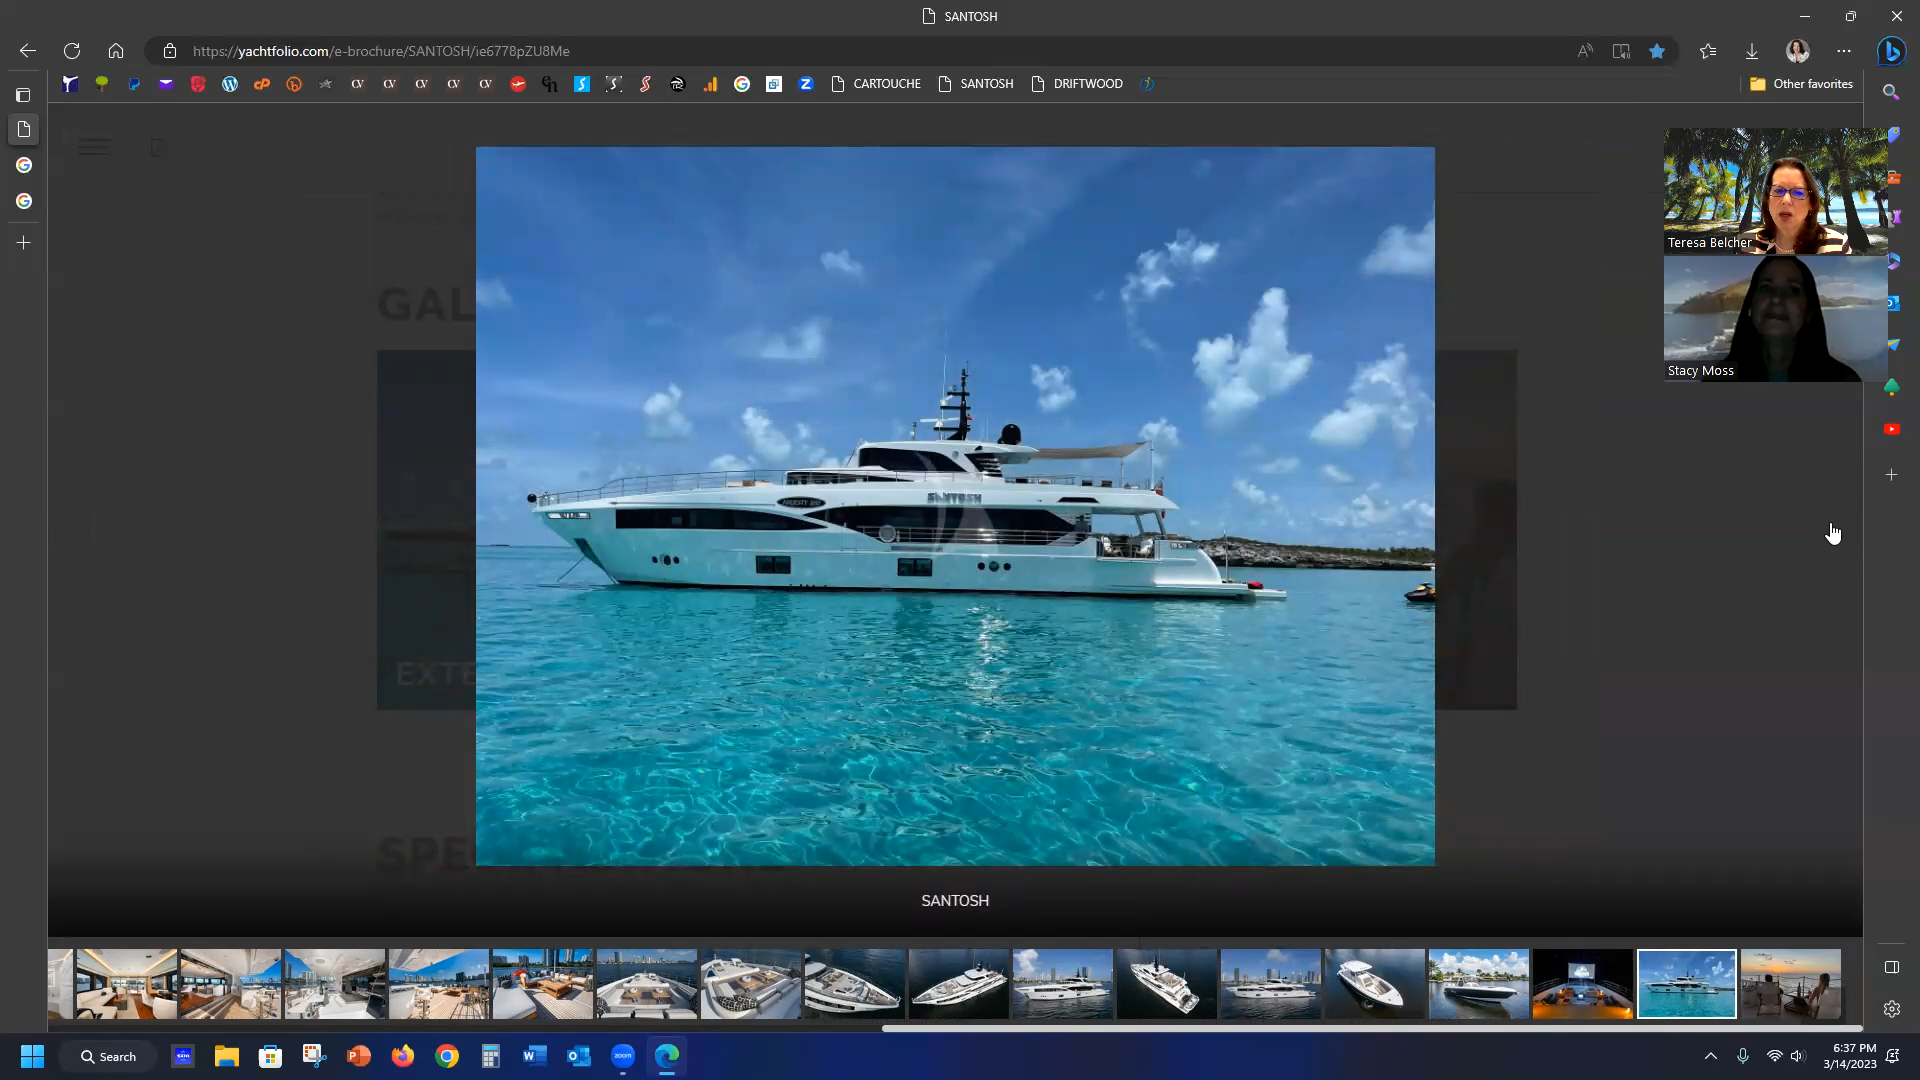 SANTOSH
https://yachtfolio.com/e-brochure/SANTOSH/ie6778pZU8Me
CARTOUCHE
SANTOSH
DRIFTWOOD
Other favorites
Teresa Belcher
Stacy Moss
GAL
SANTOSH
EXTE
SPE
SANTOSH
Search
zoom
6:37 PM
3/14/2023